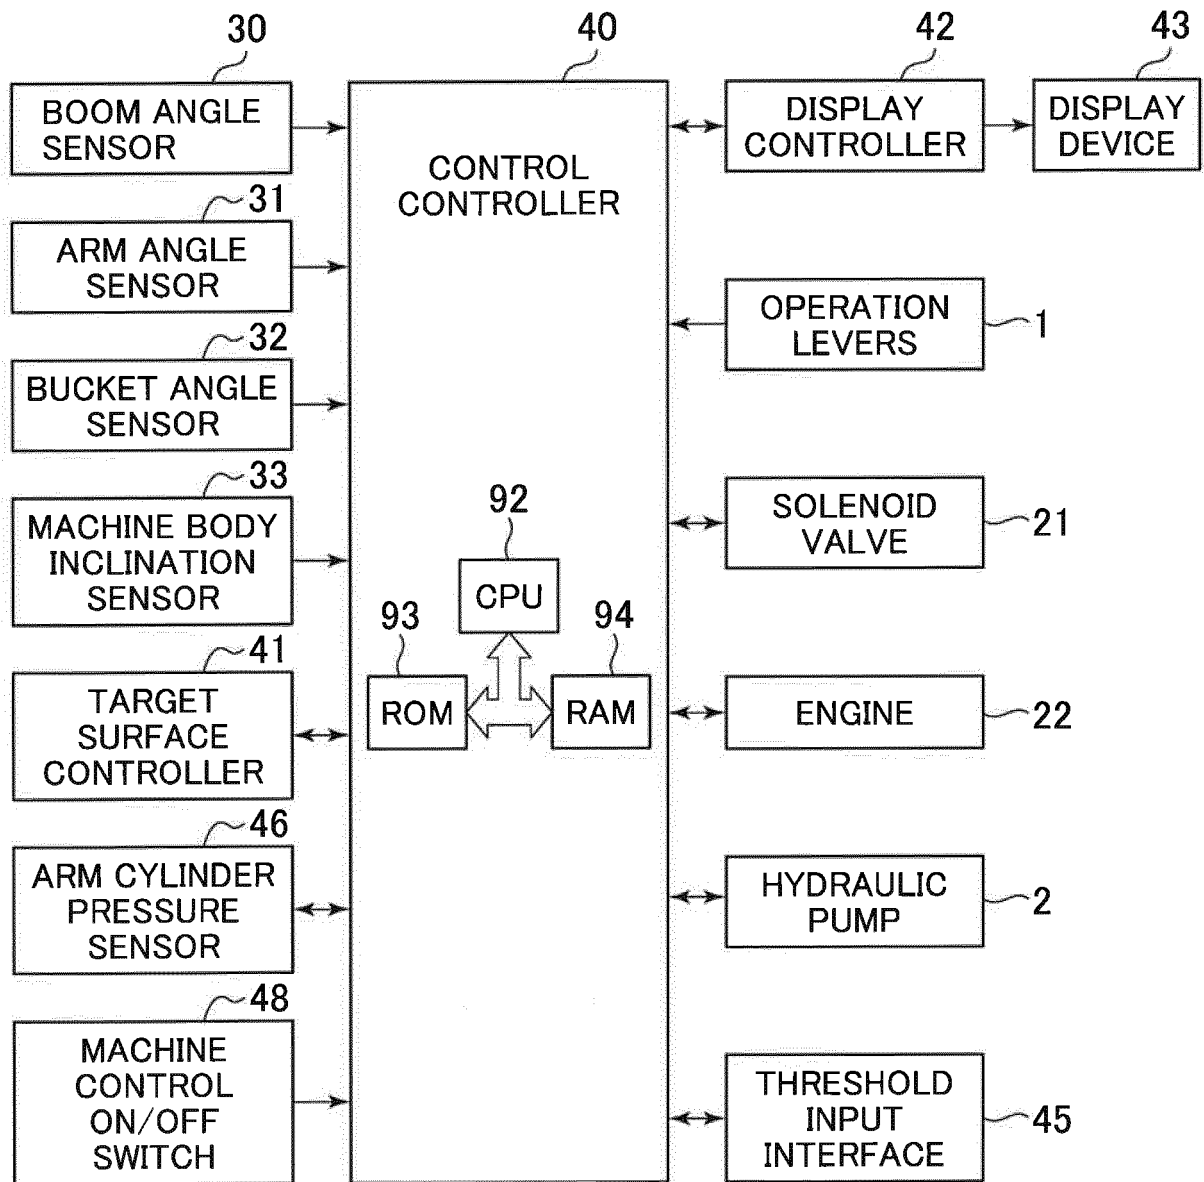 30
BOOM ANGLE
SENSOR
31
ARM ANGLE
SENSOR
32
BUCKET ANGLE
SENSOR
33
MACHINE BODY
INCLINATION
SENSOR
41
TARGET
SURFACE
CONTROLLER
46
ARM CYLINDER
PRESSURE
SENSOR
48
MACHINE
CONTROL
ON/OFF
SWITCH
40
CONTROL
CONTROLLER
92
CPU
93
ROM
94
RAM
42
DISPLAY
CONTROLLER
43
DISPLAY
DEVICE
OPERATION
LEVERS
1
SOLENOID
VALVE
21
ENGINE
22
HYDRAULIC
PUMP
2
THRESHOLD
INPUT
INTERFACE
45